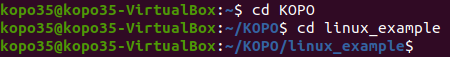 kopo35@kopo35-VirtualBox:~$ cd KOPO
kopo35@kopo35-VirtualBox:~/KOPO$ cd linux_example
kopo35@kopo35-VirtualBox:~/KOPO/linux_example$